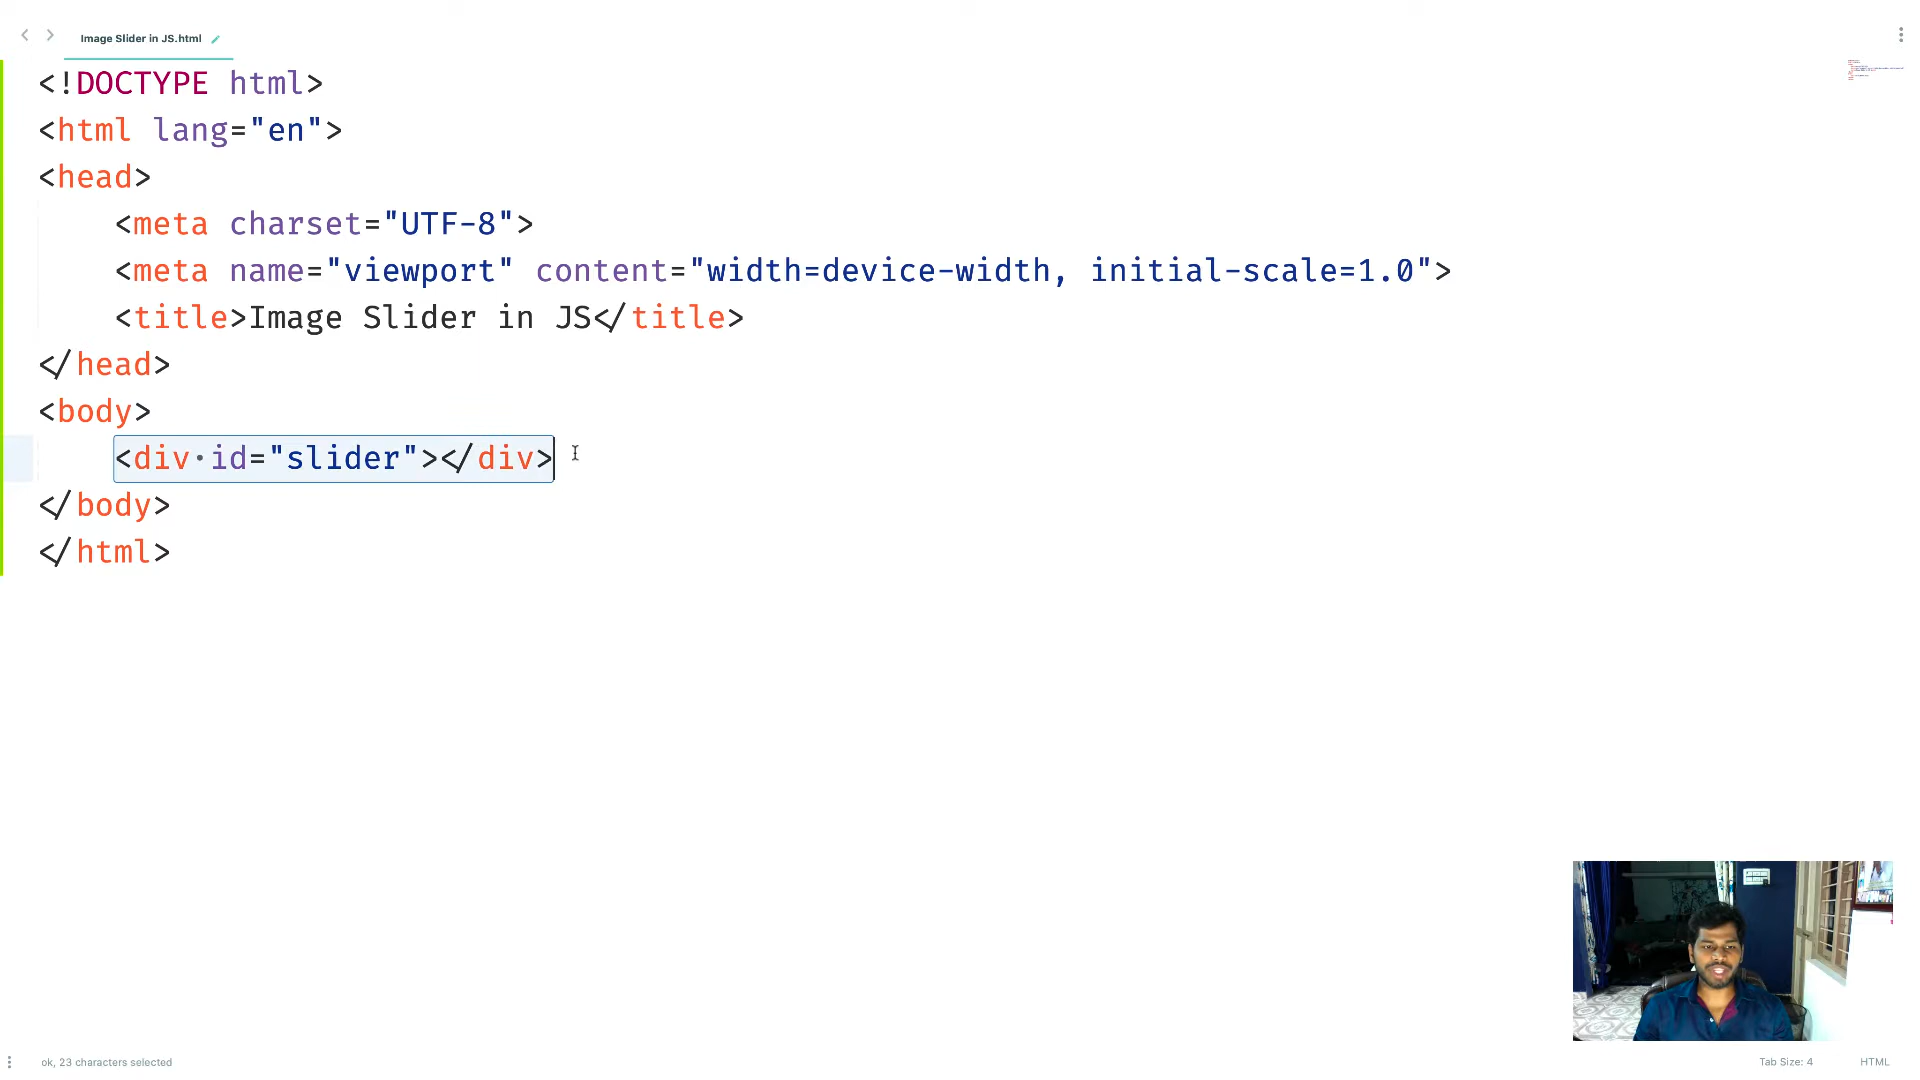 Image Slider in JS.html
<!DOCTYPE html>
<html lang="en">
<head>
<meta charset="UTF-8">
<meta name="viewport" content="width=device-width, initial-scale=1.0">
<title>Image Slider in JS</title>
</head>
<body>
<div id="slider"></div>
</body>
</html>
ok, 23 characters selected
Tab Size: 4
HTML